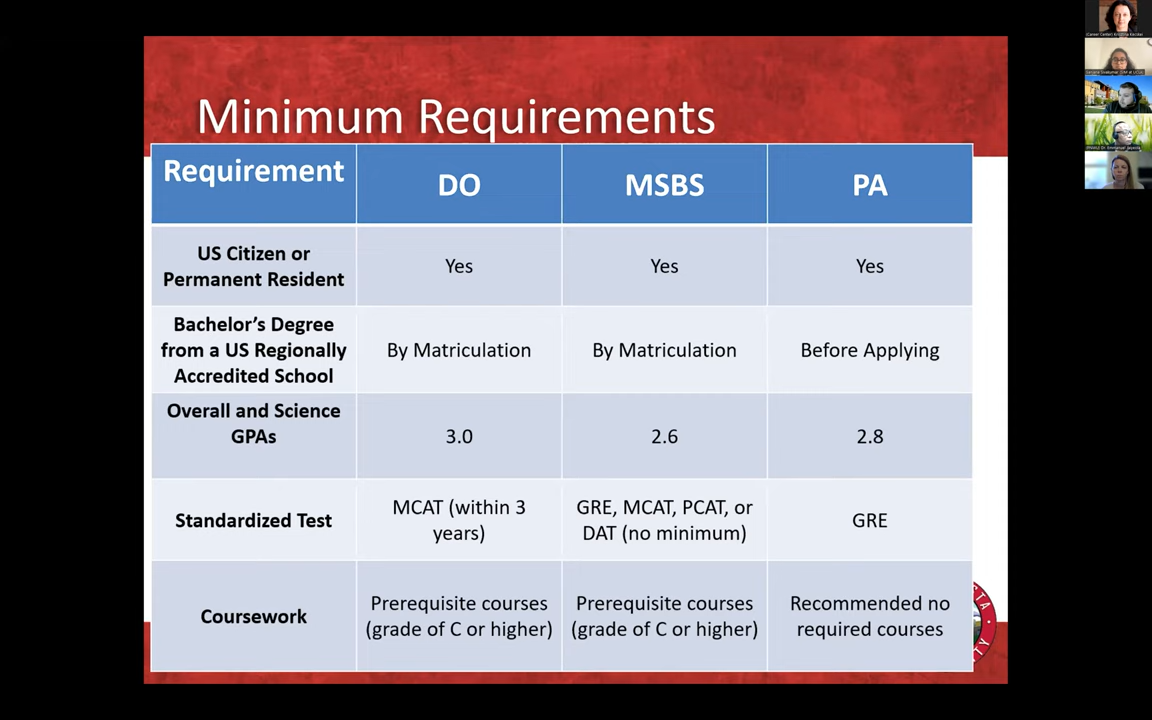 Minimum Requirements
Requirement
DO
MSBS
PA
US Citizen or
Permanent Resident
Yes
Yes
Yes
Bachelor’s Degree
from a US Regionally
Accredited School
By Matriculation
By Matriculation
Before Applying
Overall and Science
GPAs
3.0
2.6
2.8
Standardized Test
MCAT (within 3
years)
GRE, MCAT, PCAT, or
DAT (no minimum)
GRE
Coursework
Prerequisite courses
(grade of C or higher)
Prerequisite courses
(grade of C or higher)
Recommended no
required courses